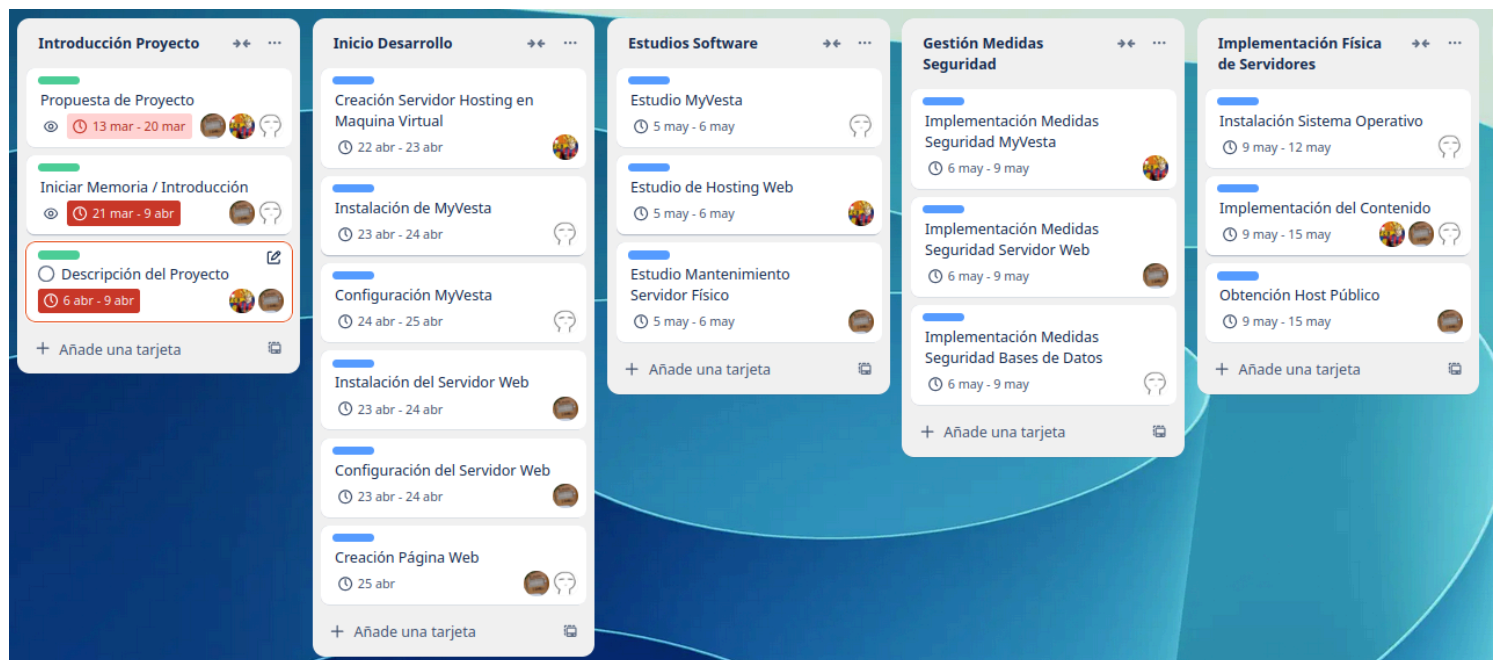 Introducción Proyecto
Propuesta de Proyecto
13 mar - 20 mar
Iniciar Memoria / Introducción
21 mar - 9 abr
Descripción del Proyecto
6 abr - 9 abr
+ Añade una tarjeta
Inicio Desarrollo
Creación Servidor Hosting en
Maquina Virtual
22 abr - 23 abr
Instalación de MyVesta
23 abr - 24 abr
Configuración MyVesta
24 abr - 25 abr
Instalación del Servidor Web
23 abr - 24 abr
Configuración del Servidor Web
23 abr - 24 abr
Creación Página Web
25 abr
+ Añade una tarjeta
Estudios Software
Estudio MyVesta
5 may - 6 may
Estudio de Hosting Web
5 may - 6 may
Estudio Mantenimiento
Servidor Físico
5 may - 6 may
+ Añade una tarjeta
Gestión Medidas
Seguridad
Implementación Medidas
Seguridad MyVesta
6 may - 9 may
Implementación Medidas
Seguridad Servidor Web
6 may - 9 may
Implementación Medidas
Seguridad Bases de Datos
6 may - 9 may
+ Añade una tarjeta
Implementación Física
de Servidores
Instalación Sistema Operativo
9 may - 12 may
Implementación del Contenido
9 may - 15 may
Obtención Host Público
9 may - 15 may
+ Añade una tarjeta